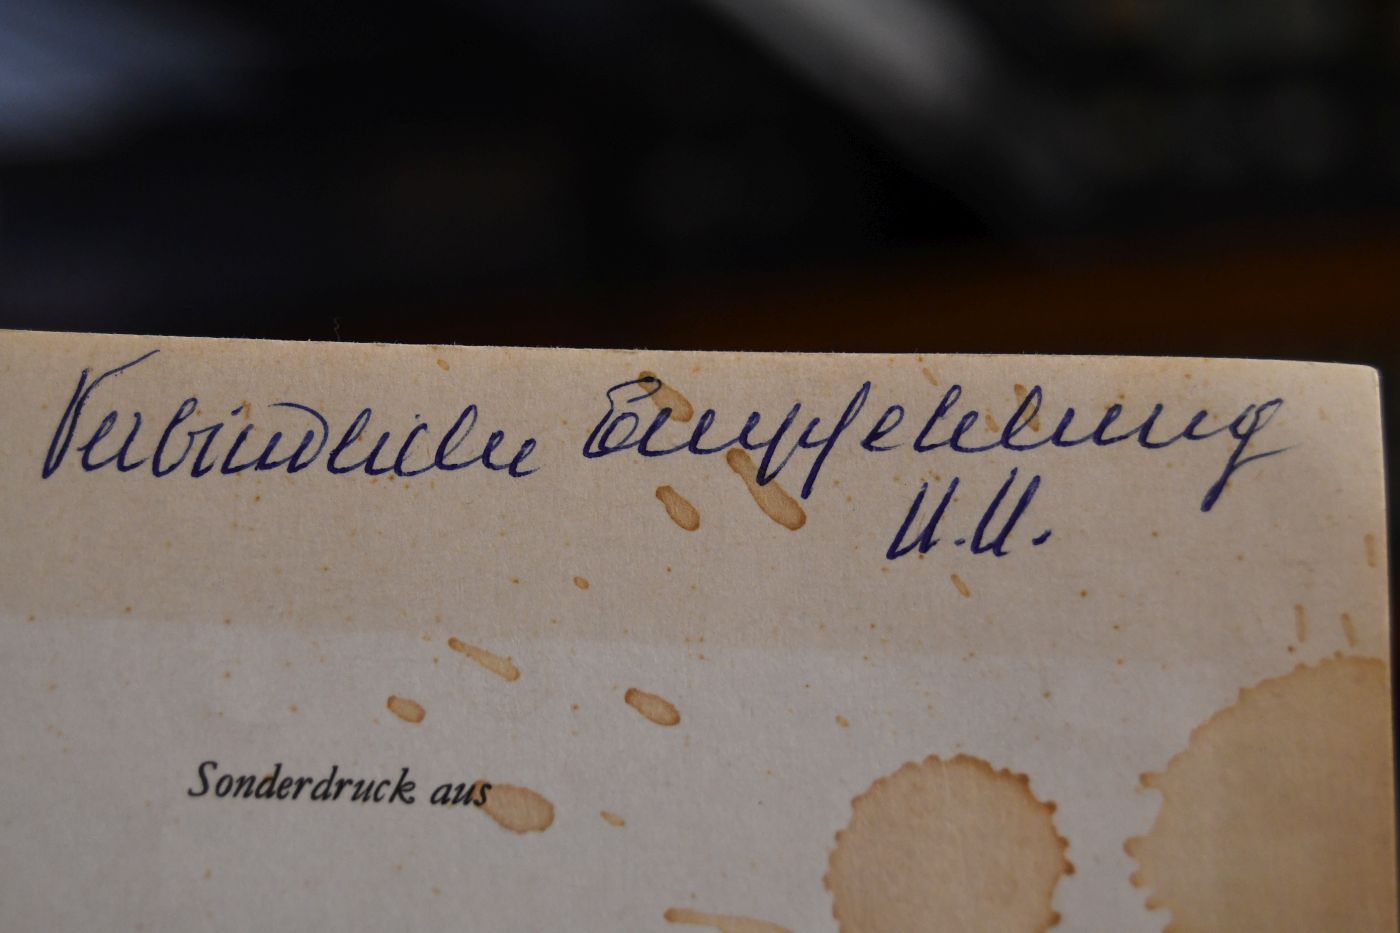 Verbindliche Empfehlung
U.U.
Sonderdruck aus